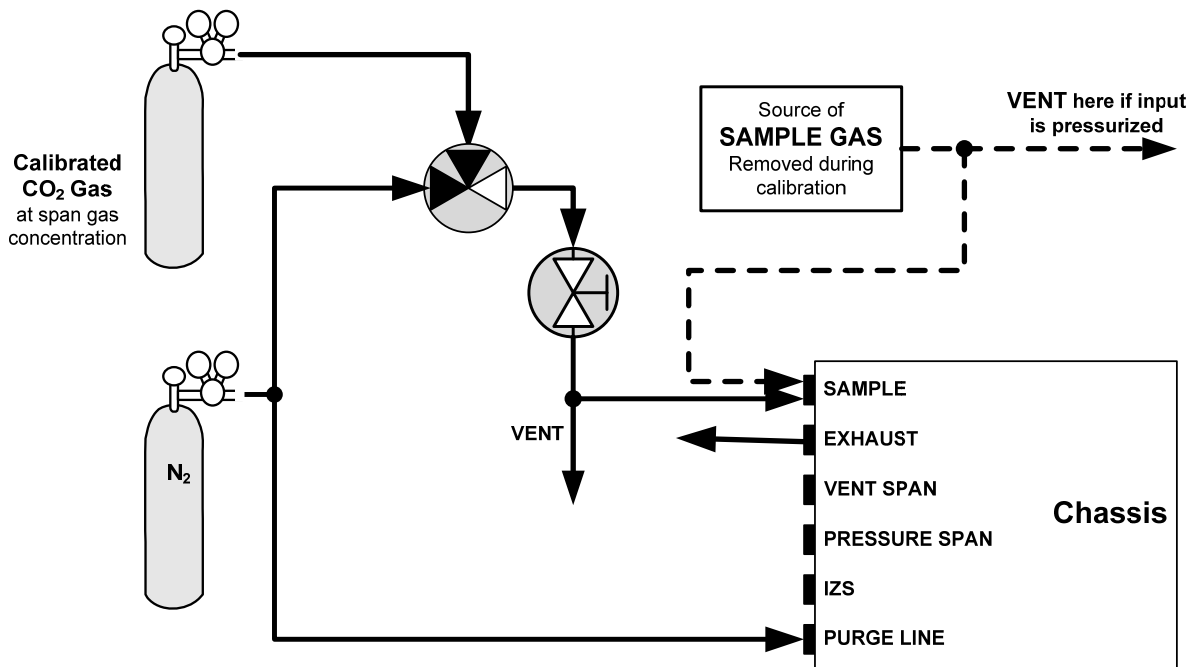 Calibrated
CO₂ Gas
at span gas
concentration
N₂
Source of
SAMPLE GAS
Removed during
calibration
VENT here if input
is pressurized
VENT
SAMPLE
EXHAUST
VENT SPAN
PRESSURE SPAN
IZS
PURGE LINE
Chassis